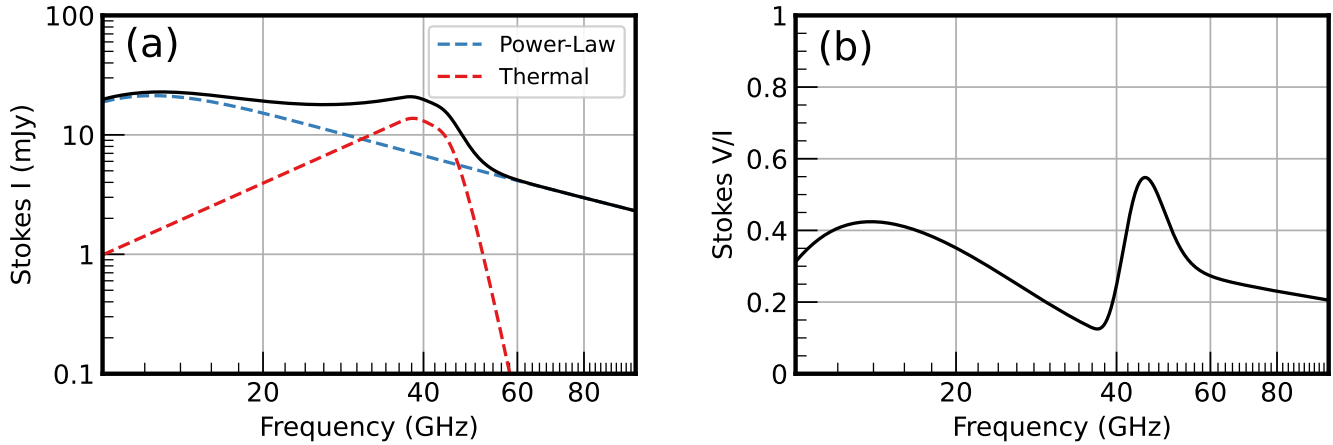 (a)
Power-Law
Thermal
100
10
1
0.1
20
40
60
80
Stokes I (mJy)
Frequency (GHz)
(b)
1
0.8
0.6
0.4
0.2
0
20
40
60
80
Stokes V/I
Frequency (GHz)